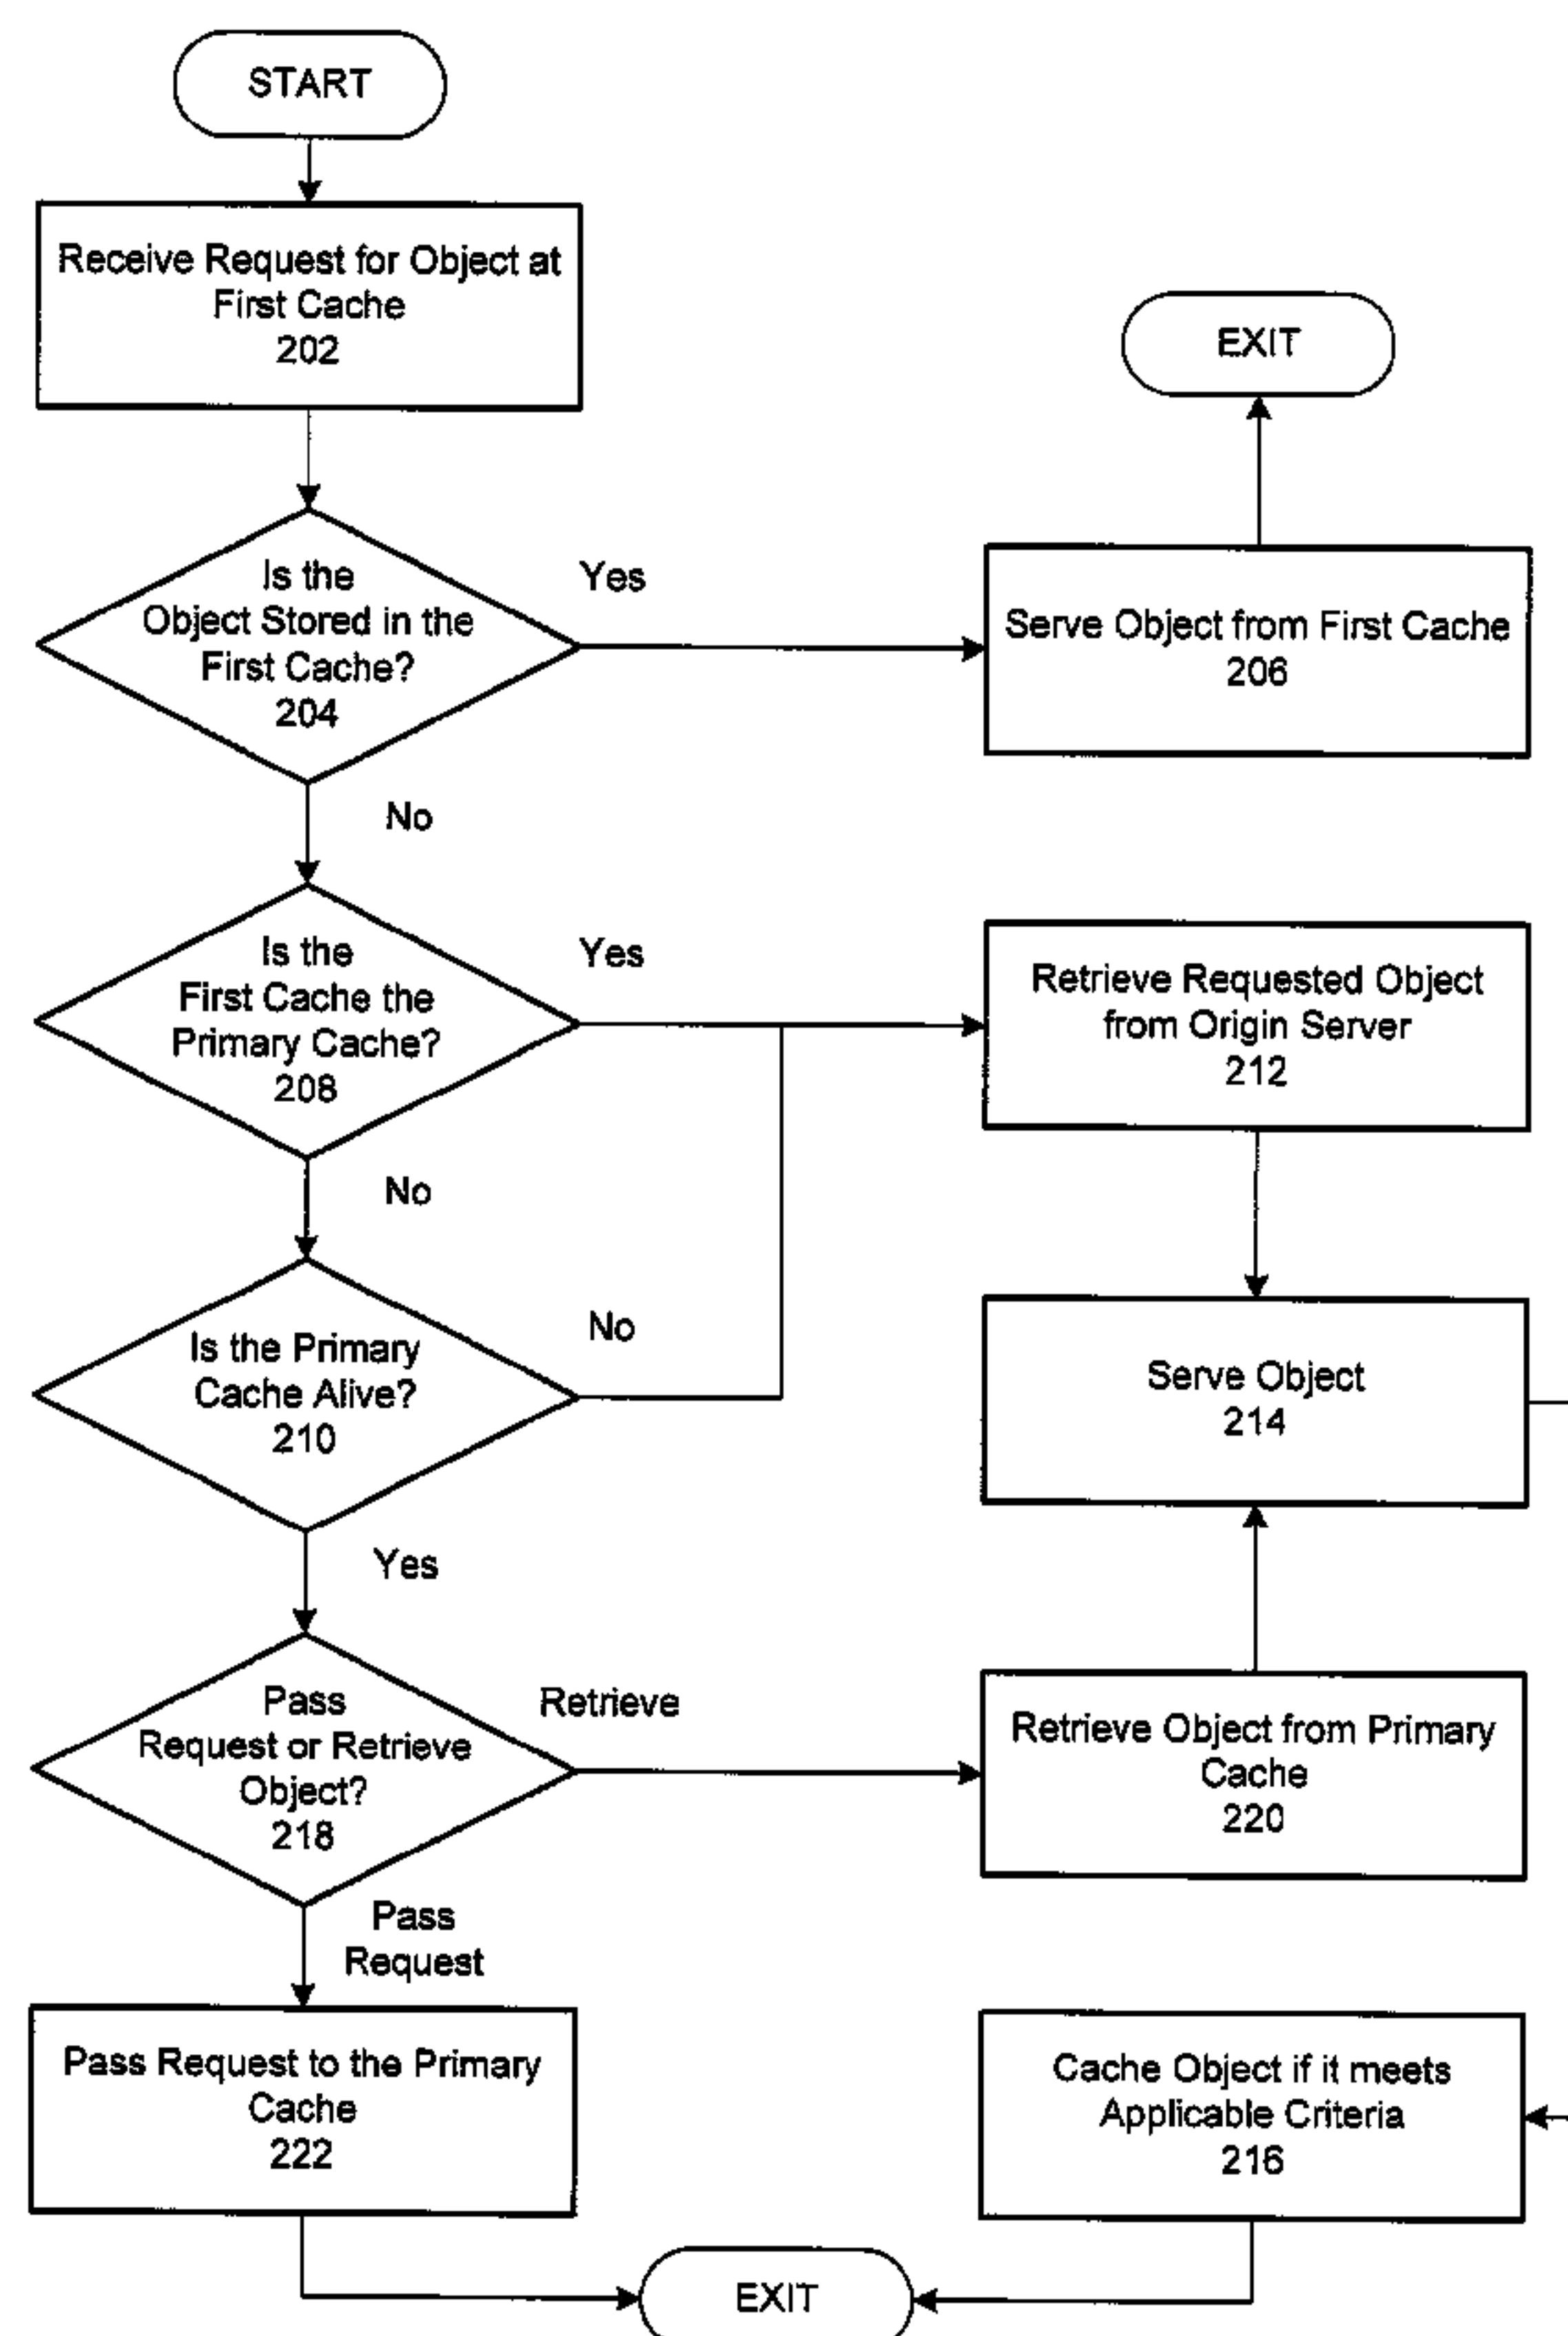 START
Receive Request for Object at
First Cache
202
EXIT
Is the
Object Stored in the
First Cache?
204
Yes
Serve Object from First Cache
206
No
Is the
First Cache the
Primary Cache?
208
Yes
Retrieve Requested Object
from Origin Server
212
No
Is the Primary
Cache Alive?
210
No
Serve Object
214
Yes
Pass
Request or Retrieve
Object?
218
Retrieve
Retrieve Object from Primary
Cache
220
Pass
Request
Pass Request to the Primary
Cache
222
Cache Object if it meets
Applicable Criteria
216
EXIT